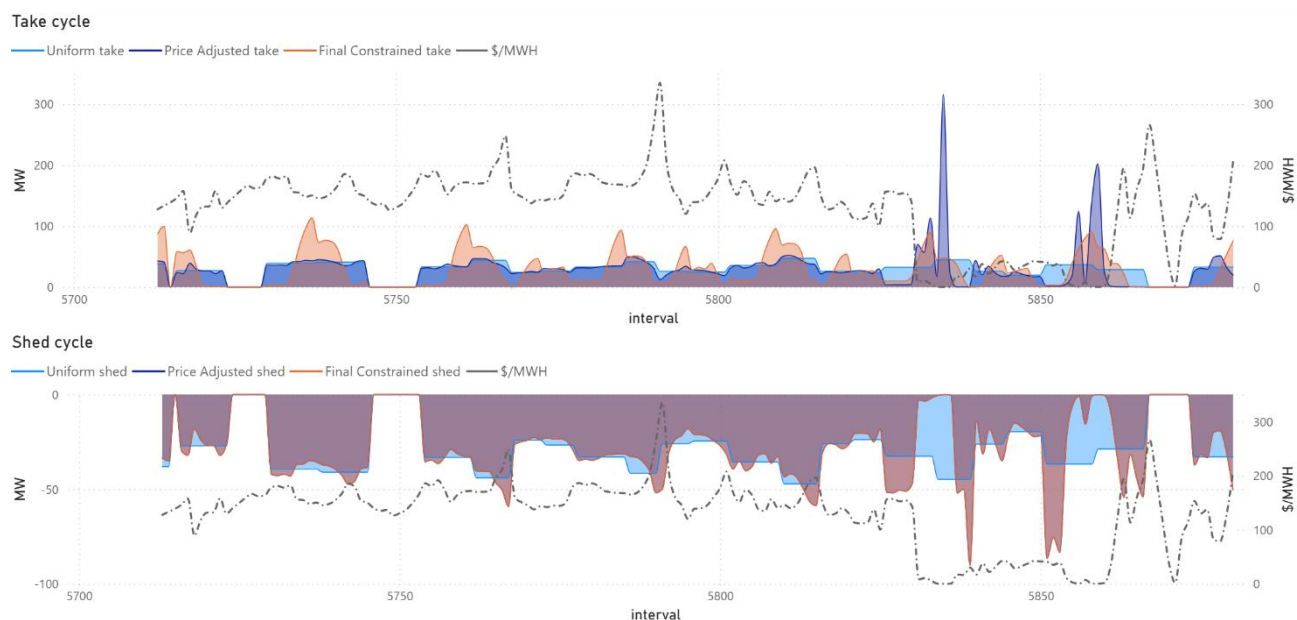 Take cycle
Uniform take Price Adjusted take Final Constrained take $/MWH
300 300
200 200
MW $/MWH
100 100
0 0
5700 5750 5800 5850
interval
Shed cycle
Uniform shed Price Adjusted shed Final Constrained shed $/MWH
0
300
MW -50 200 $/MWH
100
-100 0
5700 5750 5800 5850
interval